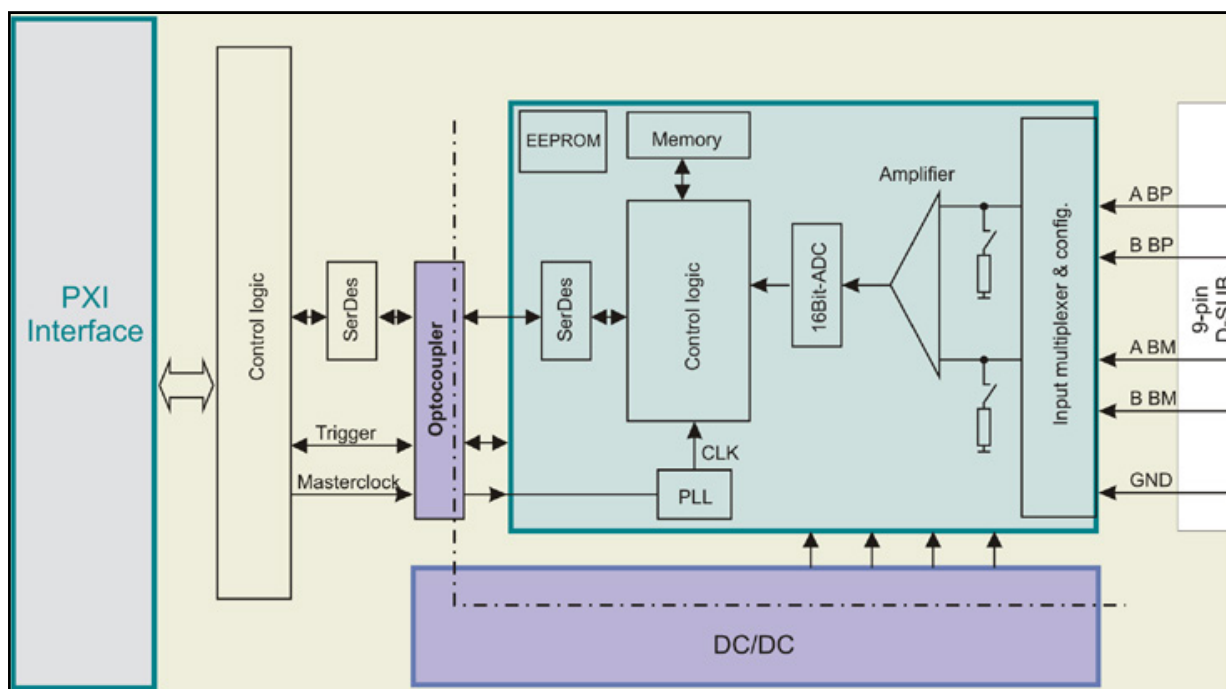 PXI
Interface
Control logic
SerDes
Trigger
Masterclock
Optocoupler
EEPROM
Memory
SerDes
Control logic
CLK
PLL
16Bit-ADC
Amplifier
Input multiplexer & config.
A BP
B BP
A BM
B BM
GND
9-pin
D-SUB
DC/DC